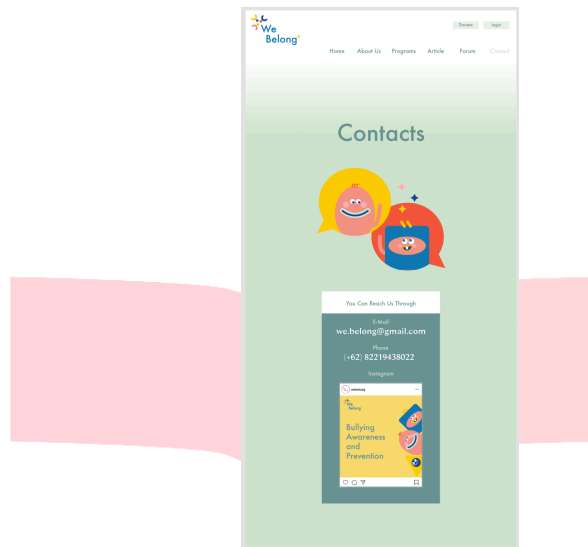 We
Belong
Donate login
Home About Us Programs Article Forum Contact
Contacts
You Can Reach Us Through
E-Mail
we.belong@gmail.com
Phone
(+62) 82219438022
Instagram
We
Belong
Bullying
Awareness
and
Prevention